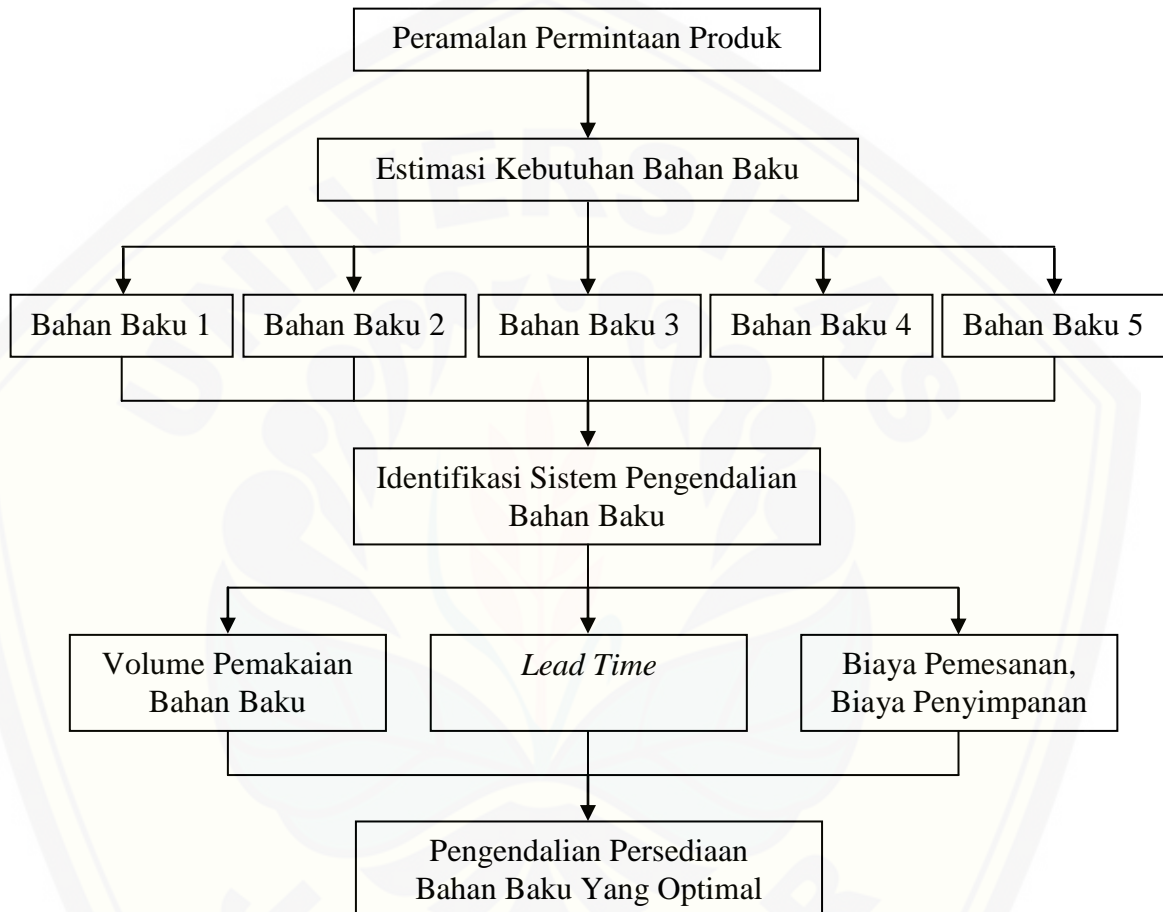 Peramalan Permintaan Produk
Estimasi Kebutuhan Bahan Baku
Bahan Baku 1
Bahan Baku 2
Bahan Baku 3
Bahan Baku 4
Bahan Baku 5
Identifikasi Sistem Pengendalian
Bahan Baku
Volume Pemakaian
Bahan Baku
Lead Time
Biaya Pemesanan,
Biaya Penyimpanan
Pengendalian Persediaan
Bahan Baku Yang Optimal
UNIVERSITAS